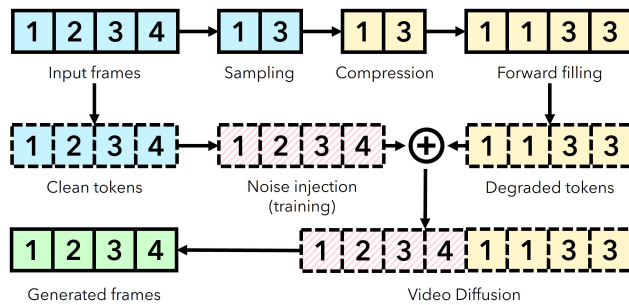 1 2 3 4 1 3 1 3 1 1 3 3
Input frames Sampling Compression Forward filling
1 2 3 4 1 2 3 4 + 1 1 3 3
Clean tokens Noise injection Degraded tokens
(training)
1 2 3 4 1 2 3 4 1 1 3 3
Generated frames Video Diffusion